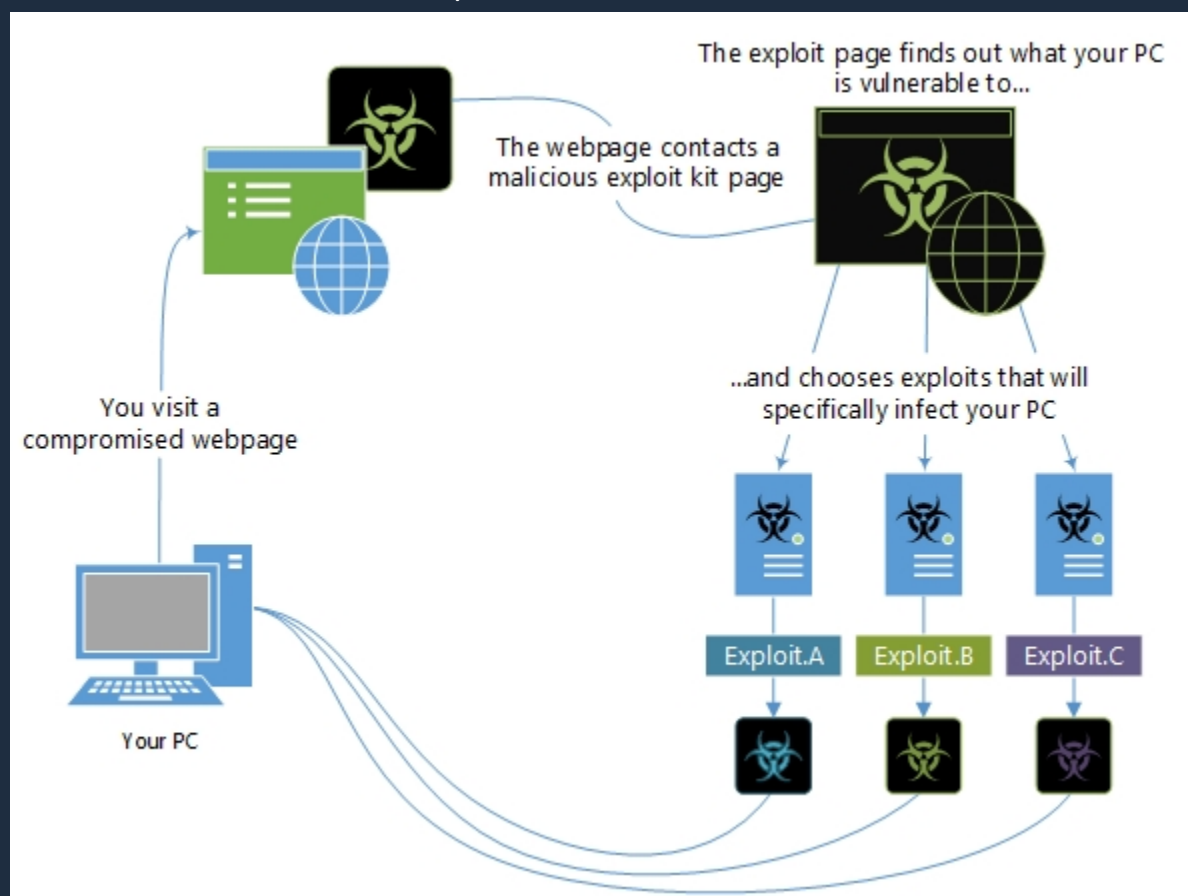 The exploit page finds out what your PC
is vulnerable to...
The webpage contacts a
malicious exploit kit page
...and chooses exploits that will
specifically infect your PC
You visit a
compromised webpage
Exploit.A
Exploit.B
Exploit.C
Your PC